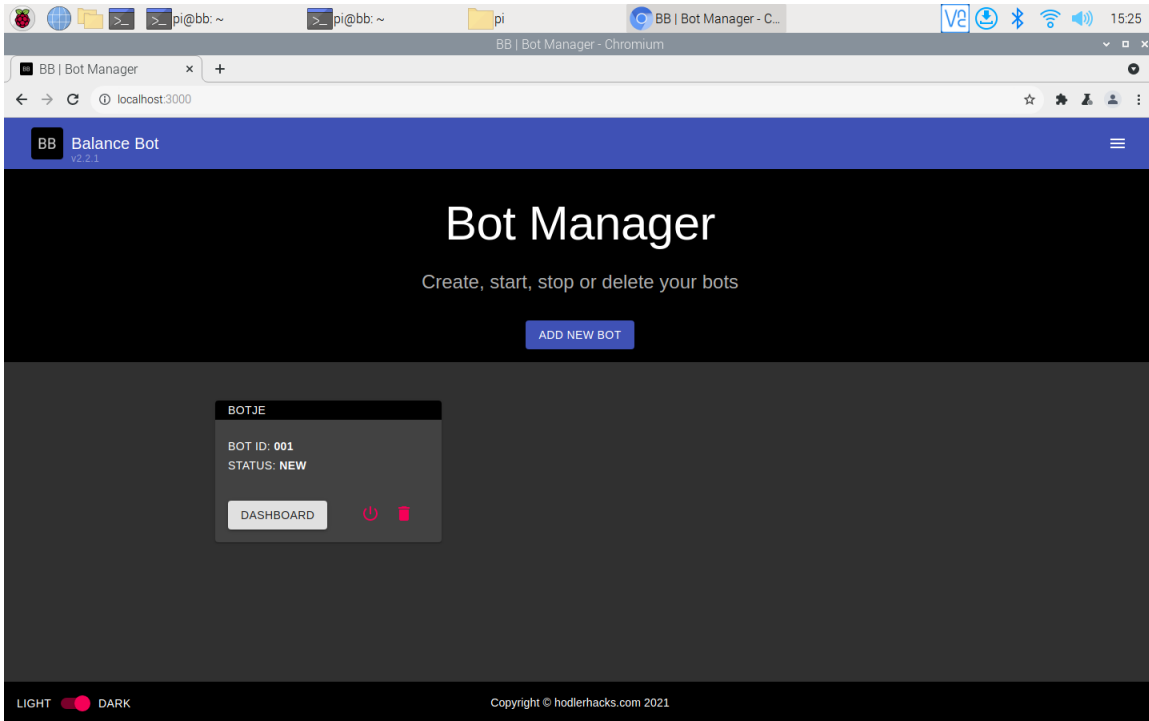 pi@bb: ~ pi@bb: ~ pi BB | Bot Manager - C... V2 15:25
BB | Bot Manager - Chromium
BB BB | Bot Manager × +
localhost:3000
BB Balance Bot
v2.2.1
Bot Manager
Create, start, stop or delete your bots
ADD NEW BOT
BOTJE
BOT ID: 001
STATUS: NEW
DASHBOARD
LIGHT DARK Copyright © hodlerhacks.com 2021